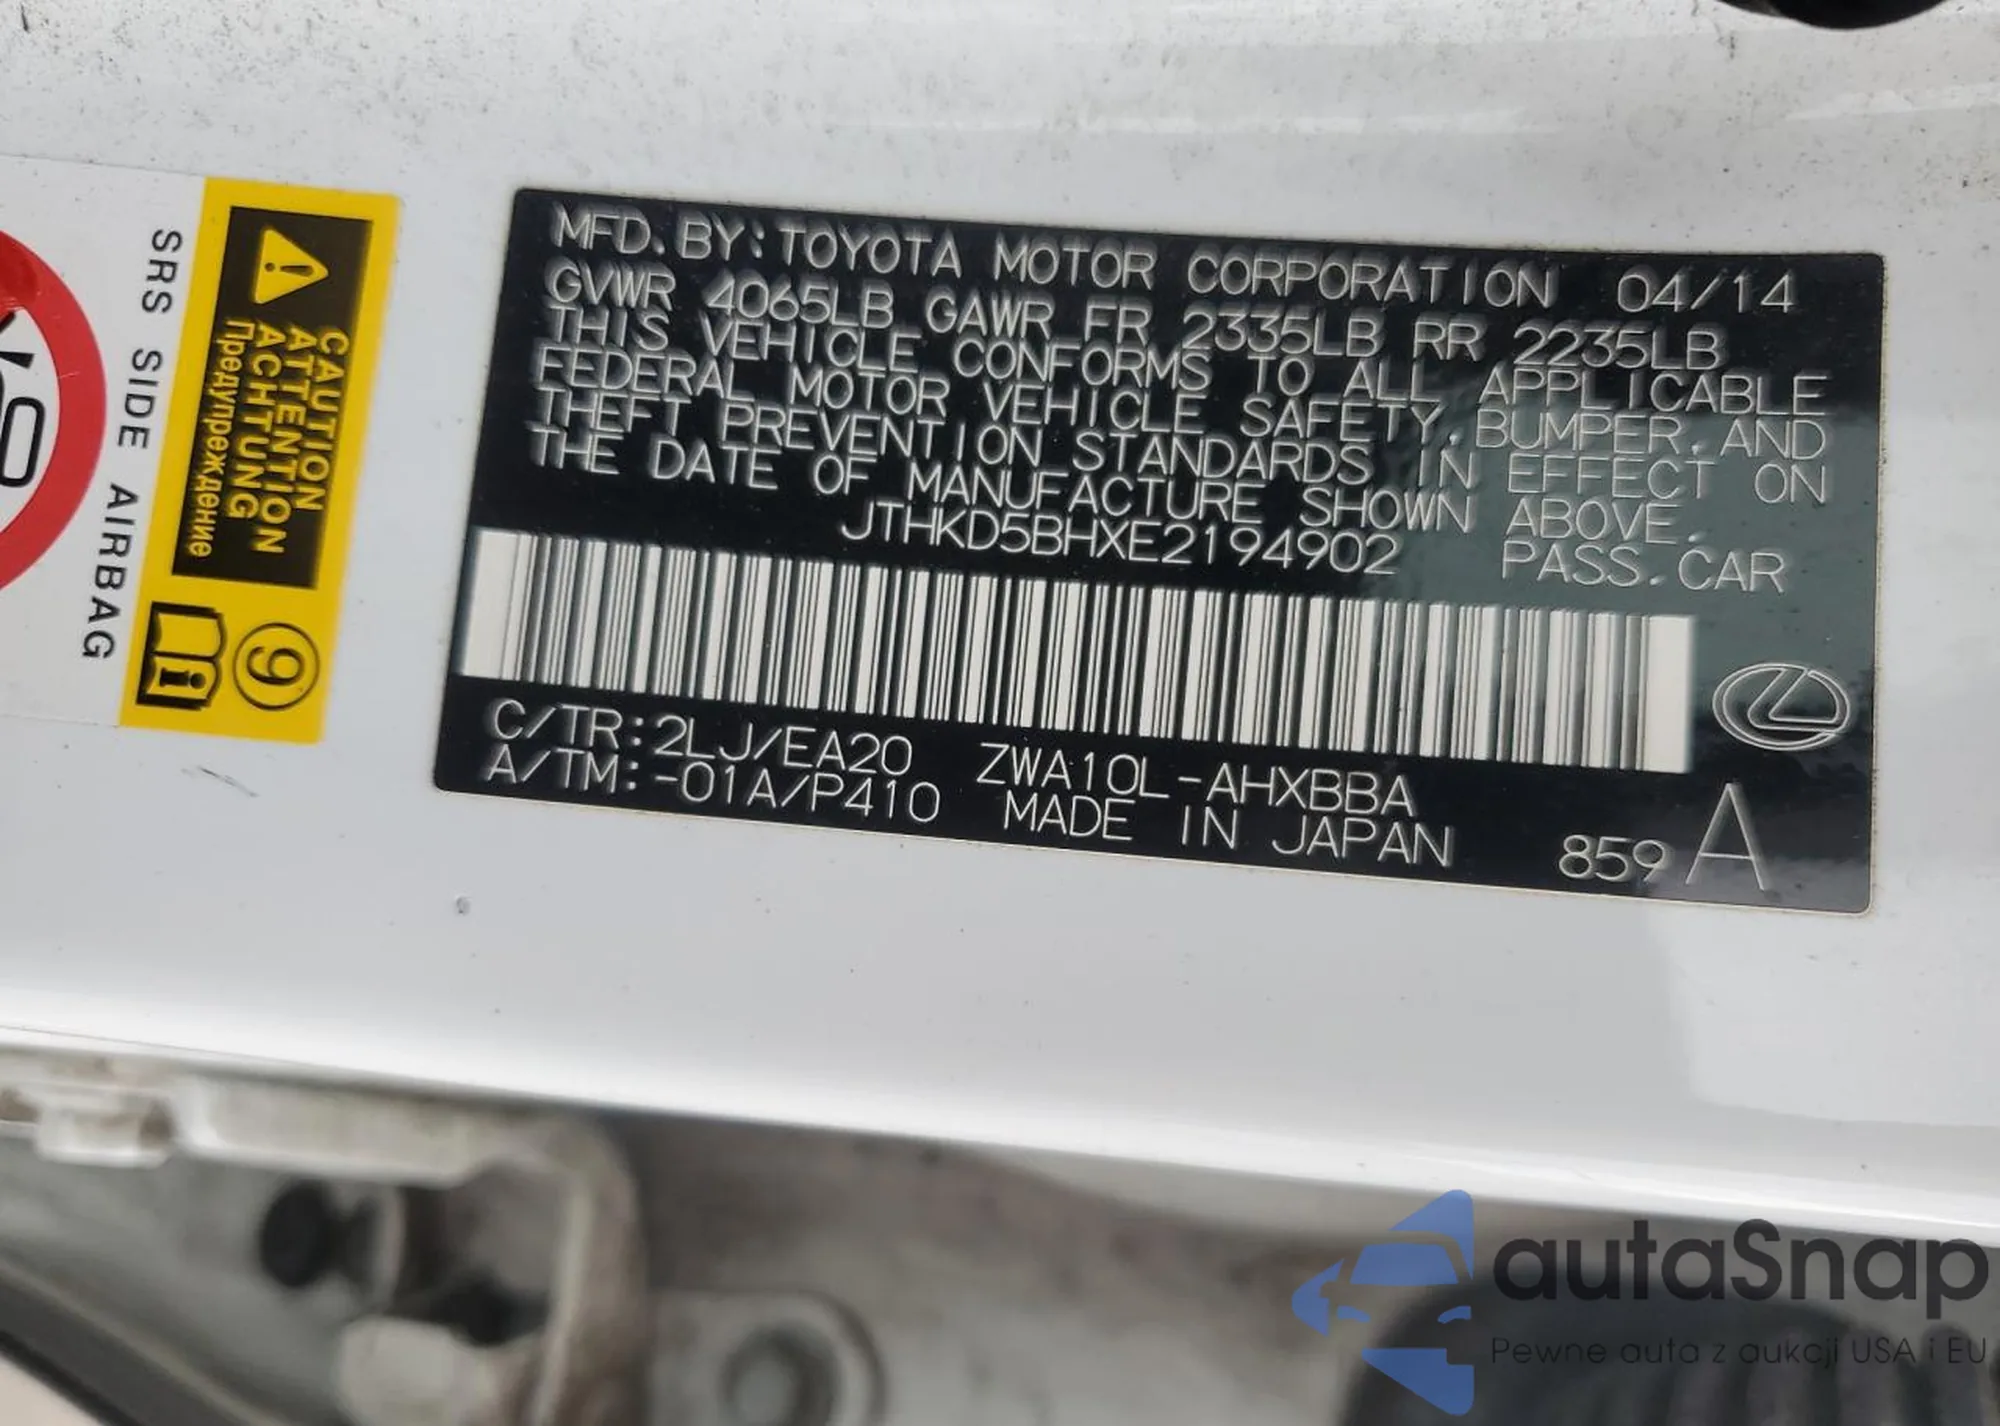 MFD. BY: TOYOTA MOTOR CORPORATION 04/14
GVWR 4065LB GAWR FR 2335LB RR 2235LB
THIS VEHICLE CONFORMS TO ALL APPLICABLE
FEDERAL MOTOR VEHICLE SAFETY, BUMPER, AND
THEFT PREVENTION STANDARDS IN EFFECT ON
THE DATE OF MANUFACTURE SHOWN ABOVE.
JTHKD5BHXE2194902 PASS. CAR
C/TR:2LJ/EA20 ZWA10L-AHXBBA
A/TM:-01A/P410 MADE IN JAPAN 859 A
CAUTION
ATTENTION
ACHTUNG
Предупреждение
9
i
SRS SIDE AIRBAG
autaSnap
Pewne auta z aukcji USA i EU